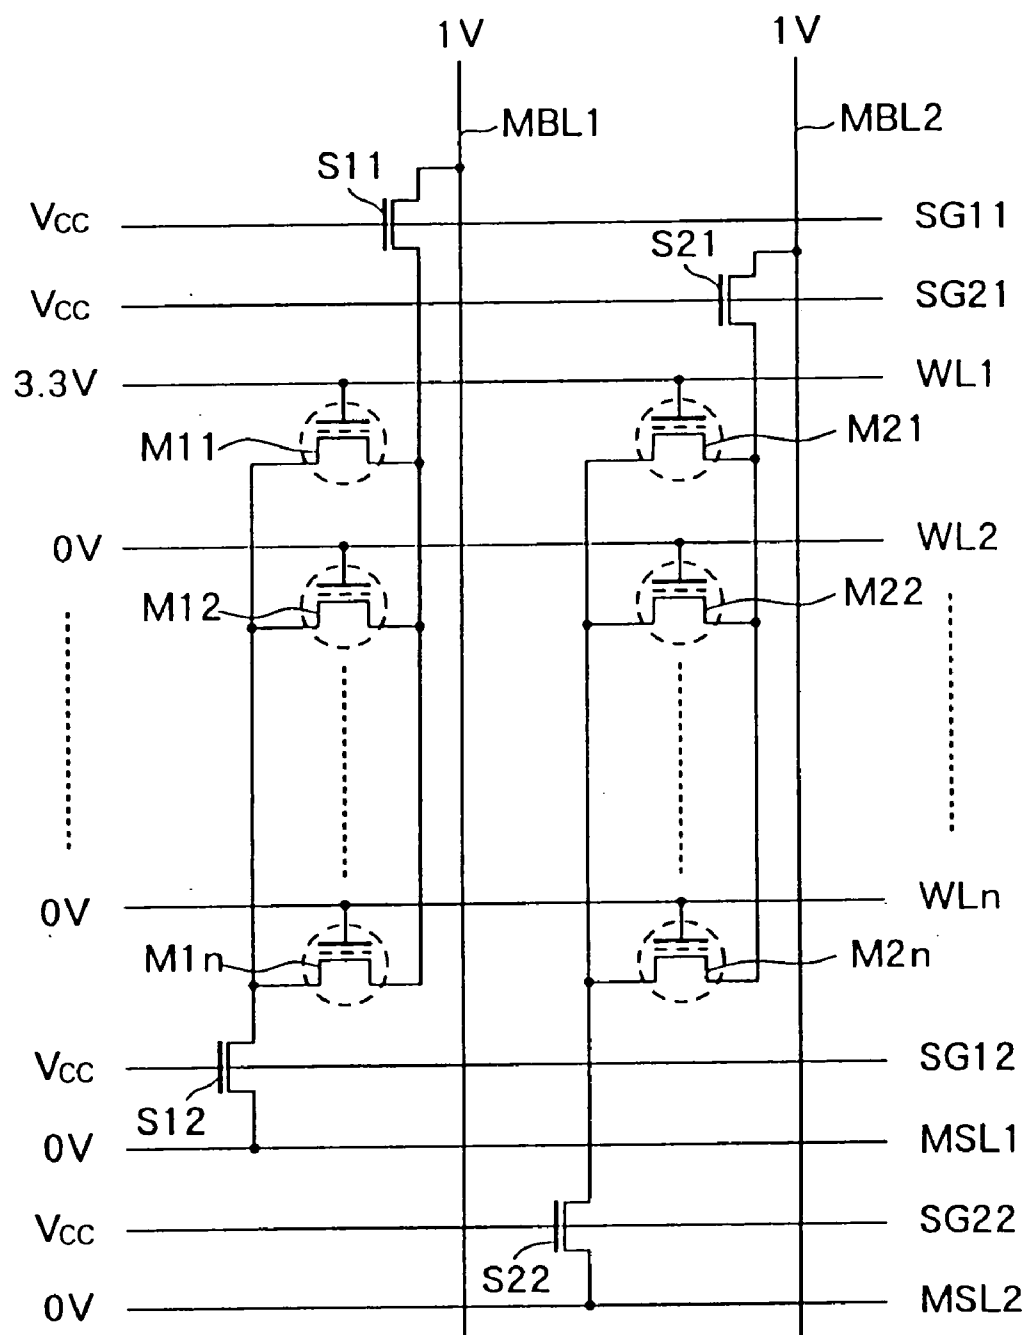 1V 1V
MBL1 MBL2
S11
VCC SG11
S21
VCC SG21
3.3V WL1
M11 M21
0V WL2
M12 M22
0V WLn
M1n M2n
VCC SG12
S12
0V MSL1
VCC SG22
S22
0V MSL2